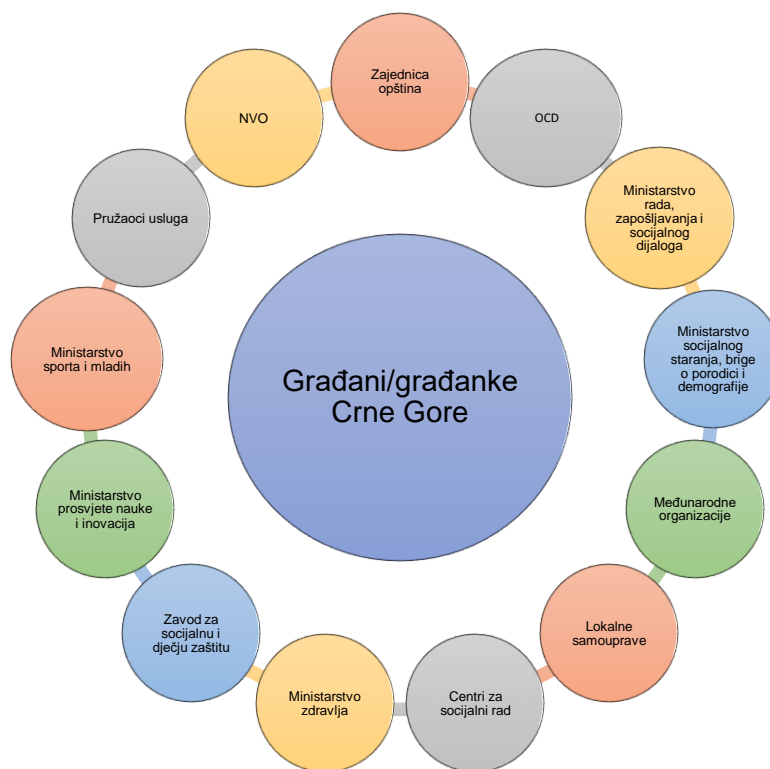 Zajednica
opština
OCD
Ministarstvo
rada,
zapošljavanja i
socijalnog
dijaloga
Ministarstvo
socijalnog
staranja, brige
o porodici i
demografije
Međunarodne
organizacije
Lokalne
samouprave
Centri za
socijalni rad
Ministarstvo
zdravlja
Zavod za
socijalnu i
dječju zaštitu
Ministarstvo
prosvjete nauke
i inovacija
Ministarstvo
sporta i mladih
Pružaoci usluga
NVO
Građani/građanke
Crne Gore